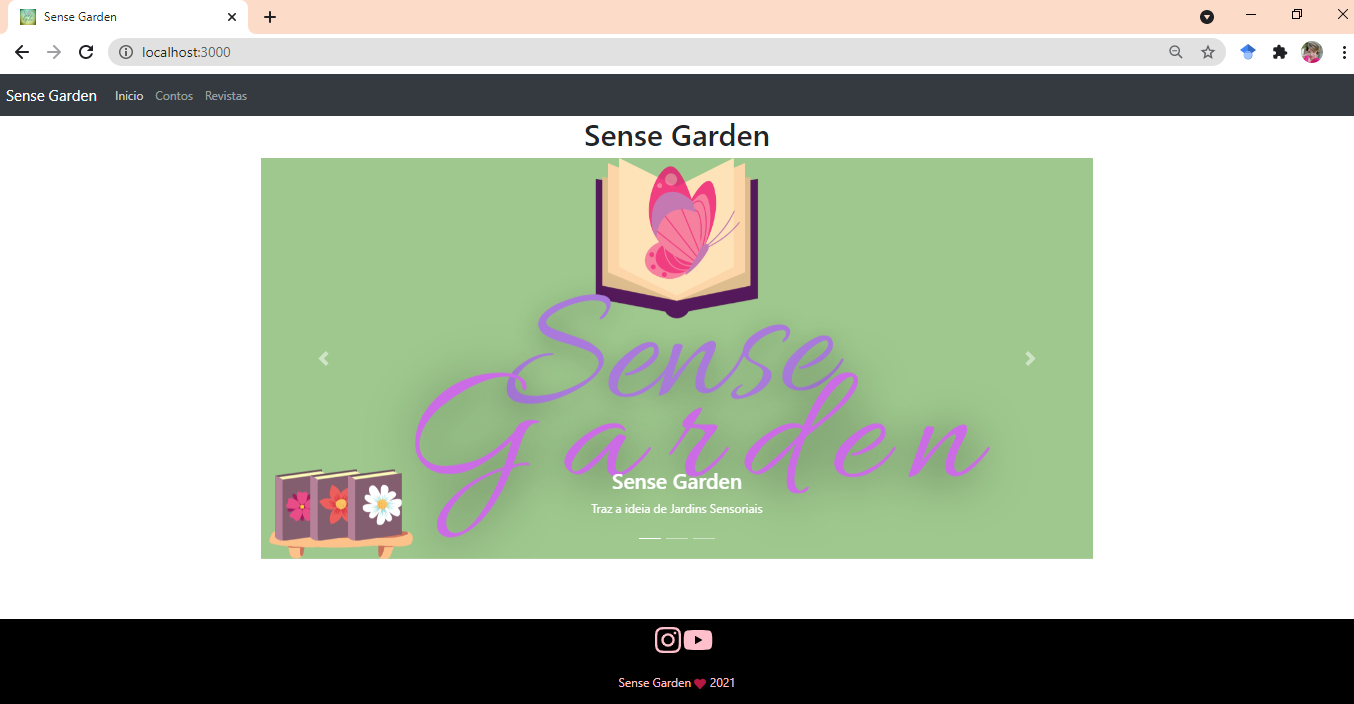 Sense Garden
localhost:3000
Sense Garden Inicio Contos Revistas
Sense Garden
Sense
Garden
Sense Garden
Traz a ideia de Jardins Sensoriais
Sense Garden 2021